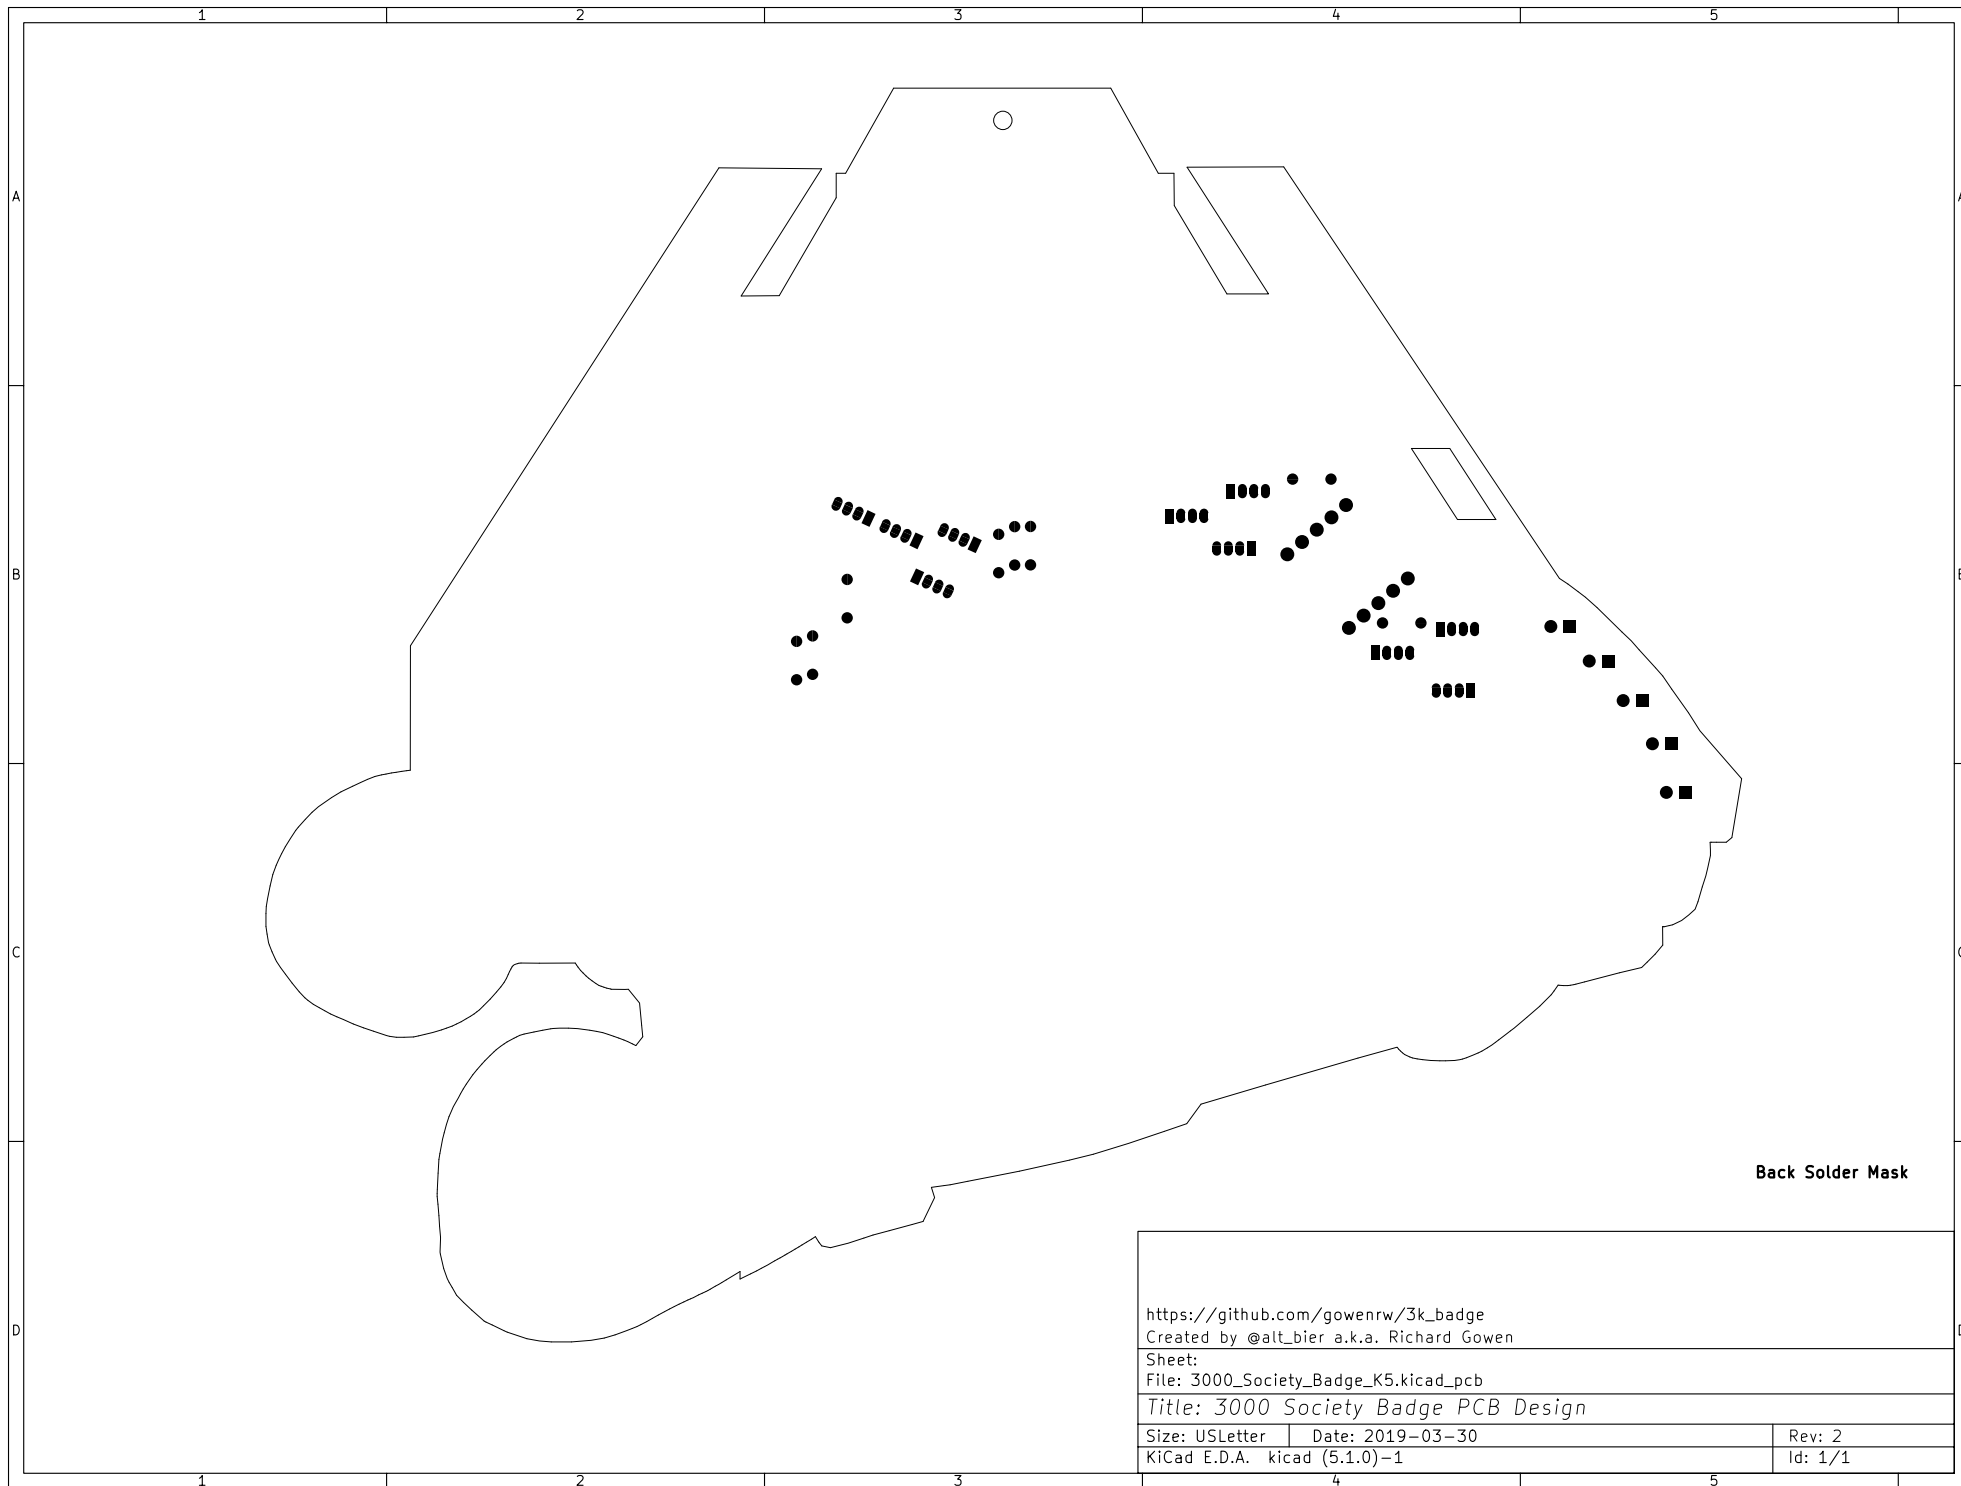 1 2 3 4 5
A A
B B
C C
Back Solder Mask
https://github.com/gowenrw/3k_badge
D D
Created by @alt_bier a.k.a. Richard Gowen
Sheet:
File: 3000_Society_Badge_K5.kicad_pcb
Title: 3000 Society Badge PCB Design
Size: USLetter Date: 2019-03-30 Rev: 2
KiCad E.D.A. kicad (5.1.0)-1 Id: 1/1
1 2 3 4 5